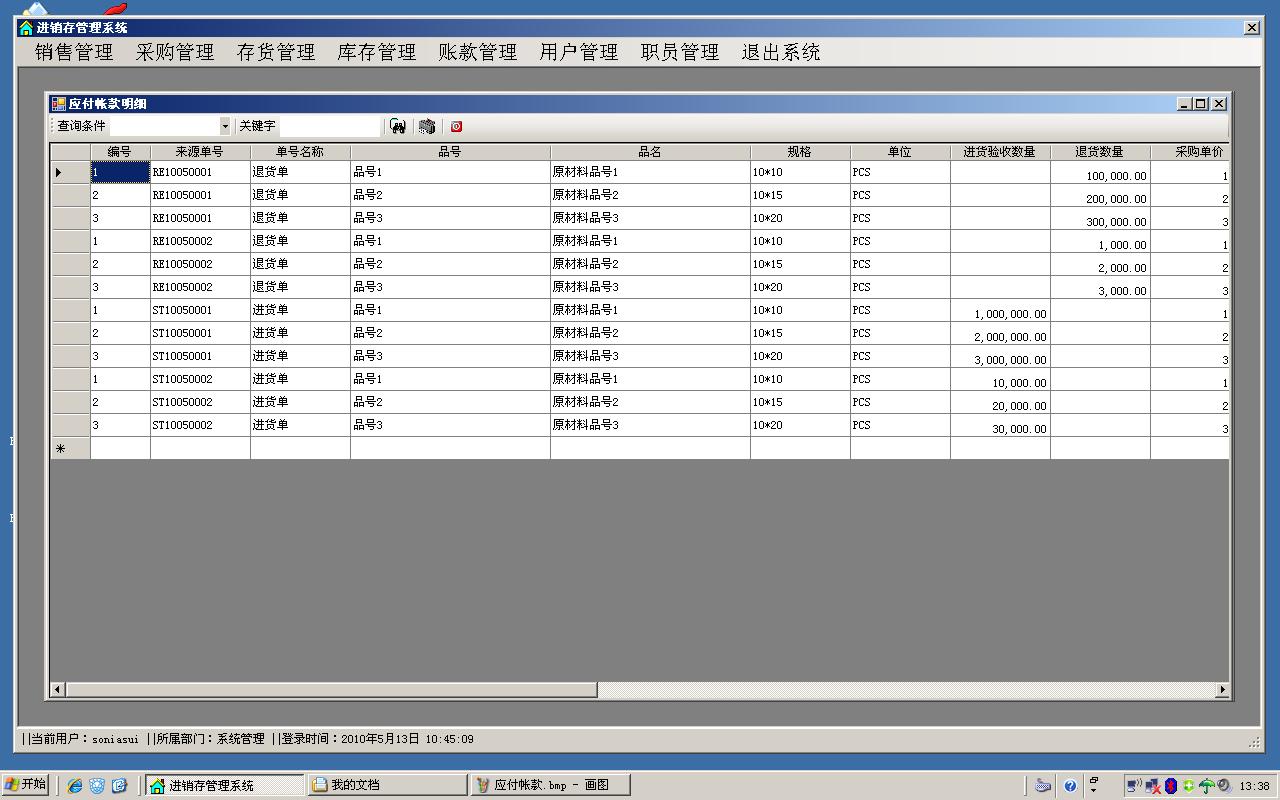 进销存管理系统
销售管理 采购管理 存货管理 库存管理 账款管理 用户管理 职员管理 退出系统
应付帐款明细
查询条件 关键字
编号 来源单号 单号名称 品号 品名 规格 单位 进货验收数量 退货数量 采购单价
1 RE10050001 退货单 品号1 原材料品号1 10*10 PCS 100,000.00 1
2 RE10050001 退货单 品号2 原材料品号2 10*15 PCS 200,000.00 2
3 RE10050001 退货单 品号3 原材料品号3 10*20 PCS 300,000.00 3
1 RE10050002 退货单 品号1 原材料品号1 10*10 PCS 1,000.00 1
2 RE10050002 退货单 品号2 原材料品号2 10*15 PCS 2,000.00 2
3 RE10050002 退货单 品号3 原材料品号3 10*20 PCS 3,000.00 3
1 ST10050001 进货单 品号1 原材料品号1 10*10 PCS 1,000,000.00 1
2 ST10050001 进货单 品号2 原材料品号2 10*15 PCS 2,000,000.00 2
3 ST10050001 进货单 品号3 原材料品号3 10*20 PCS 3,000,000.00 3
1 ST10050002 进货单 品号1 原材料品号1 10*10 PCS 10,000.00 1
2 ST10050002 进货单 品号2 原材料品号2 10*15 PCS 20,000.00 2
3 ST10050002 进货单 品号3 原材料品号3 10*20 PCS 30,000.00 3
||当前用户：soniasui ||所属部门：系统管理 ||登录时间：2010年5月13日 10:45:09
开始 进销存管理系统 我的文档 应付帐款.bmp - 画图 13:38